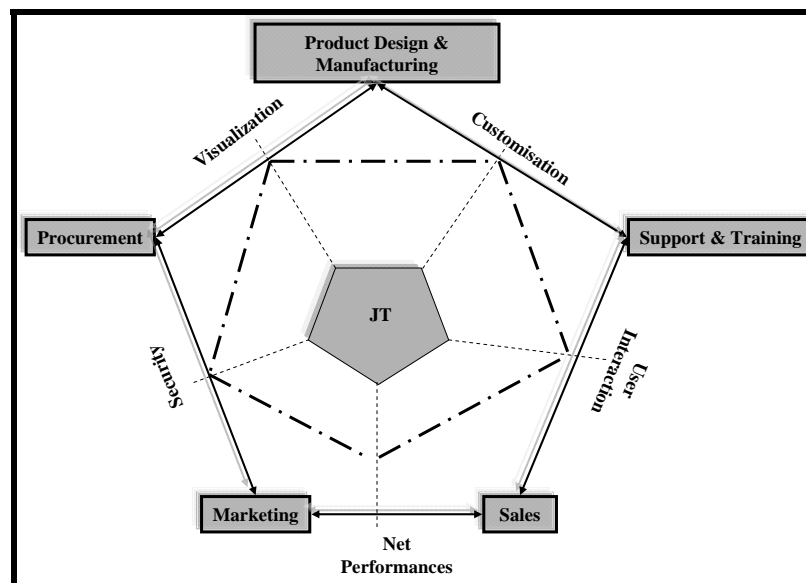 Product Design &
Manufacturing
Visualization
Customisation
Procurement
Support & Training
JT
Security
User
Interaction
Marketing
Sales
Net
Performances